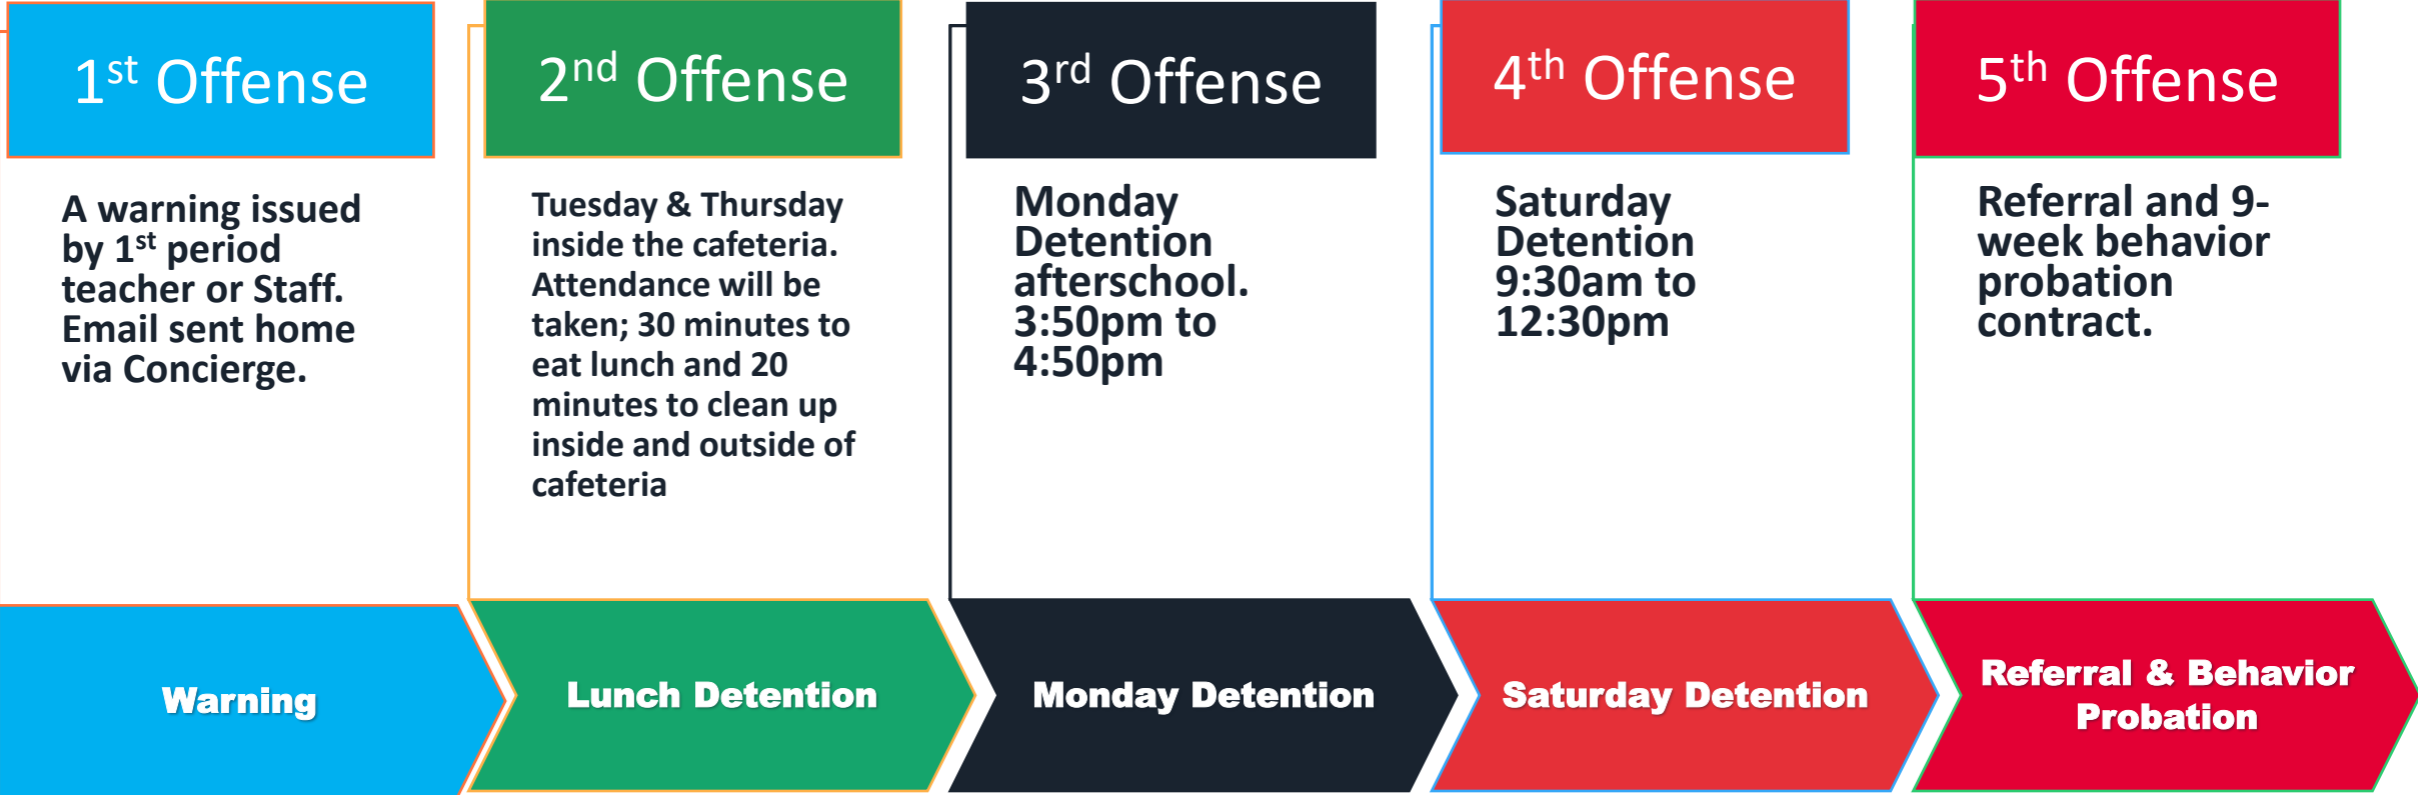 1st Offense
A warning issued
by 1st period
teacher or Staff.
Email sent home
via Concierge.
Warning
2nd Offense
Tuesday & Thursday
inside the cafeteria.
Attendance will be
taken; 30 minutes to
eat lunch and 20
minutes to clean up
inside and outside of
cafeteria
Lunch Detention
3rd Offense
Monday
Detention
afterschool.
3:50pm to
4:50pm
Monday Detention
4th Offense
Saturday
Detention
9:30am to
12:30pm
Saturday Detention
5th Offense
Referral and 9-
week behavior
probation
contract.
Referral & Behavior
Probation